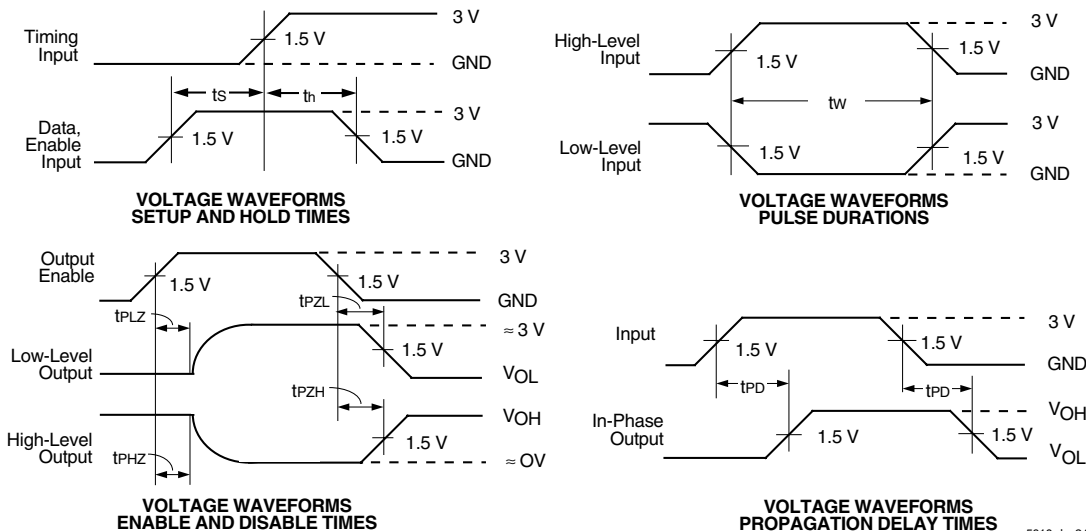 3 V
Timing
Input
1.5 V
GND
tS
th
3 V
Data,
Enable
Input
1.5 V
1.5 V
GND
VOLTAGE WAVEFORMS
SETUP AND HOLD TIMES
3 V
High-Level
Input
1.5 V
1.5 V
GND
tW
3 V
Low-Level
Input
1.5 V
1.5 V
GND
VOLTAGE WAVEFORMS
PULSE DURATIONS
Output
Enable
3 V
1.5 V
1.5 V
GND
tPLZ
tPZL
≈ 3 V
Low-Level
Output
1.5 V
VOL
tPZH
VOH
High-Level
Output
1.5 V
tPHZ
≈ OV
VOLTAGE WAVEFORMS
ENABLE AND DISABLE TIMES
Input
3 V
1.5 V
1.5 V
GND
tPD
tPD
VOH
In-Phase
Output
1.5 V
1.5 V
VOL
VOLTAGE WAVEFORMS
PROPAGATION DELAY TIMES